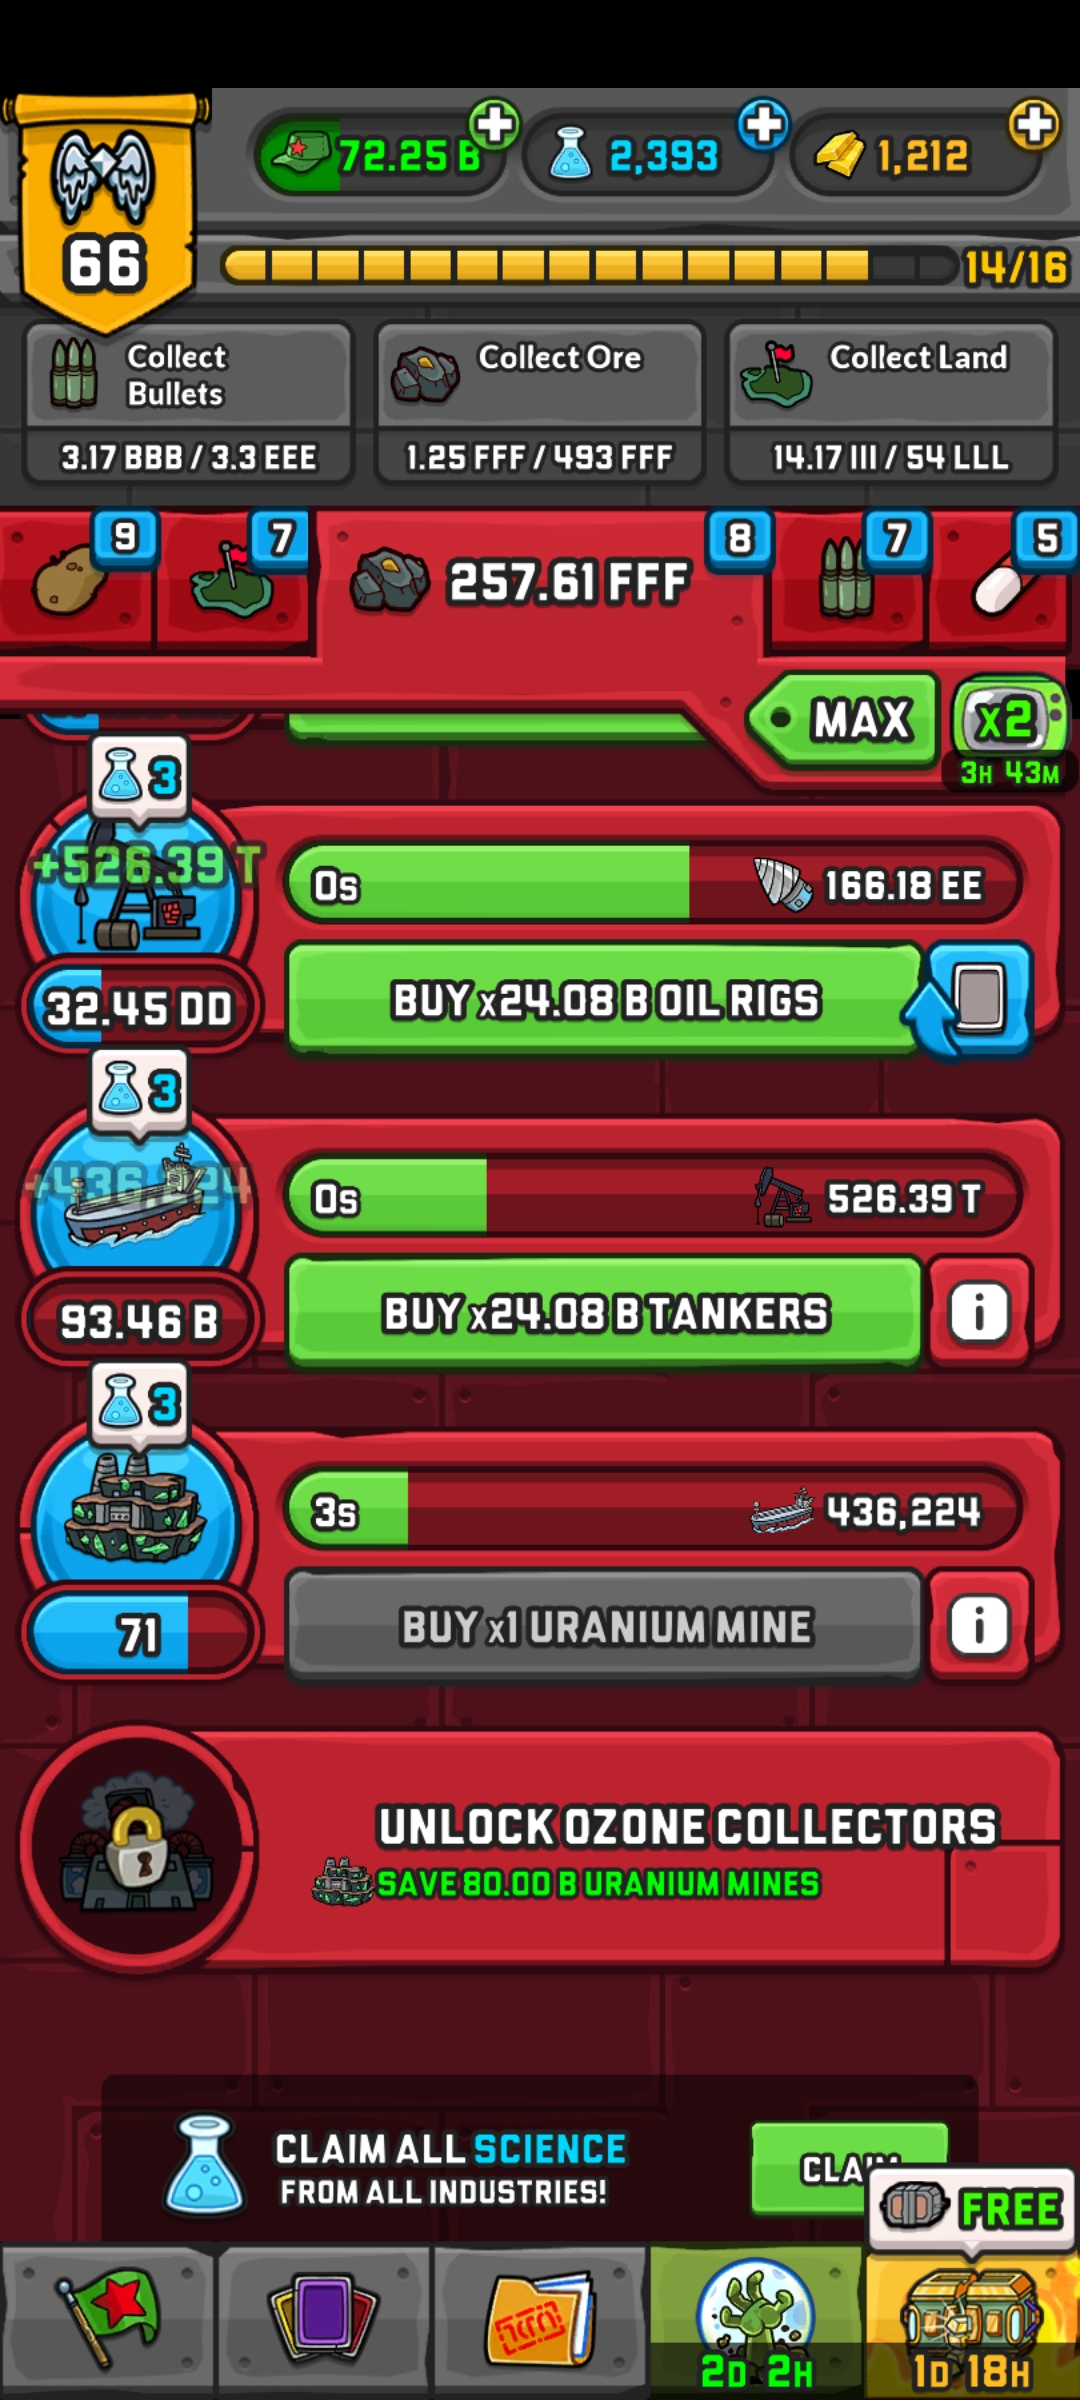 72.25 B
2,393
1,212
66
14/16
Collect
Bullets
Collect Ore
Collect Land
3.17 BBB / 3.3 EEE
1.25 FFF / 493 FFF
14.17 III / 54 LLL
9
7
257.61 FFF
8
7
5
MAX
x2
3H 43M
3
+526.39 T
0s
166.18 EE
32.45 DD
BUY x24.08 B OIL RIGS
3
+436,224
0s
526.39 T
93.46 B
BUY x24.08 B TANKERS
i
3
3s
436,224
71
BUY x1 URANIUM MINE
i
UNLOCK OZONE COLLECTORS
SAVE 80.00 B URANIUM MINES
CLAIM ALL SCIENCE
FROM ALL INDUSTRIES!
CLAIM
FREE
2D 2H
1D 18H